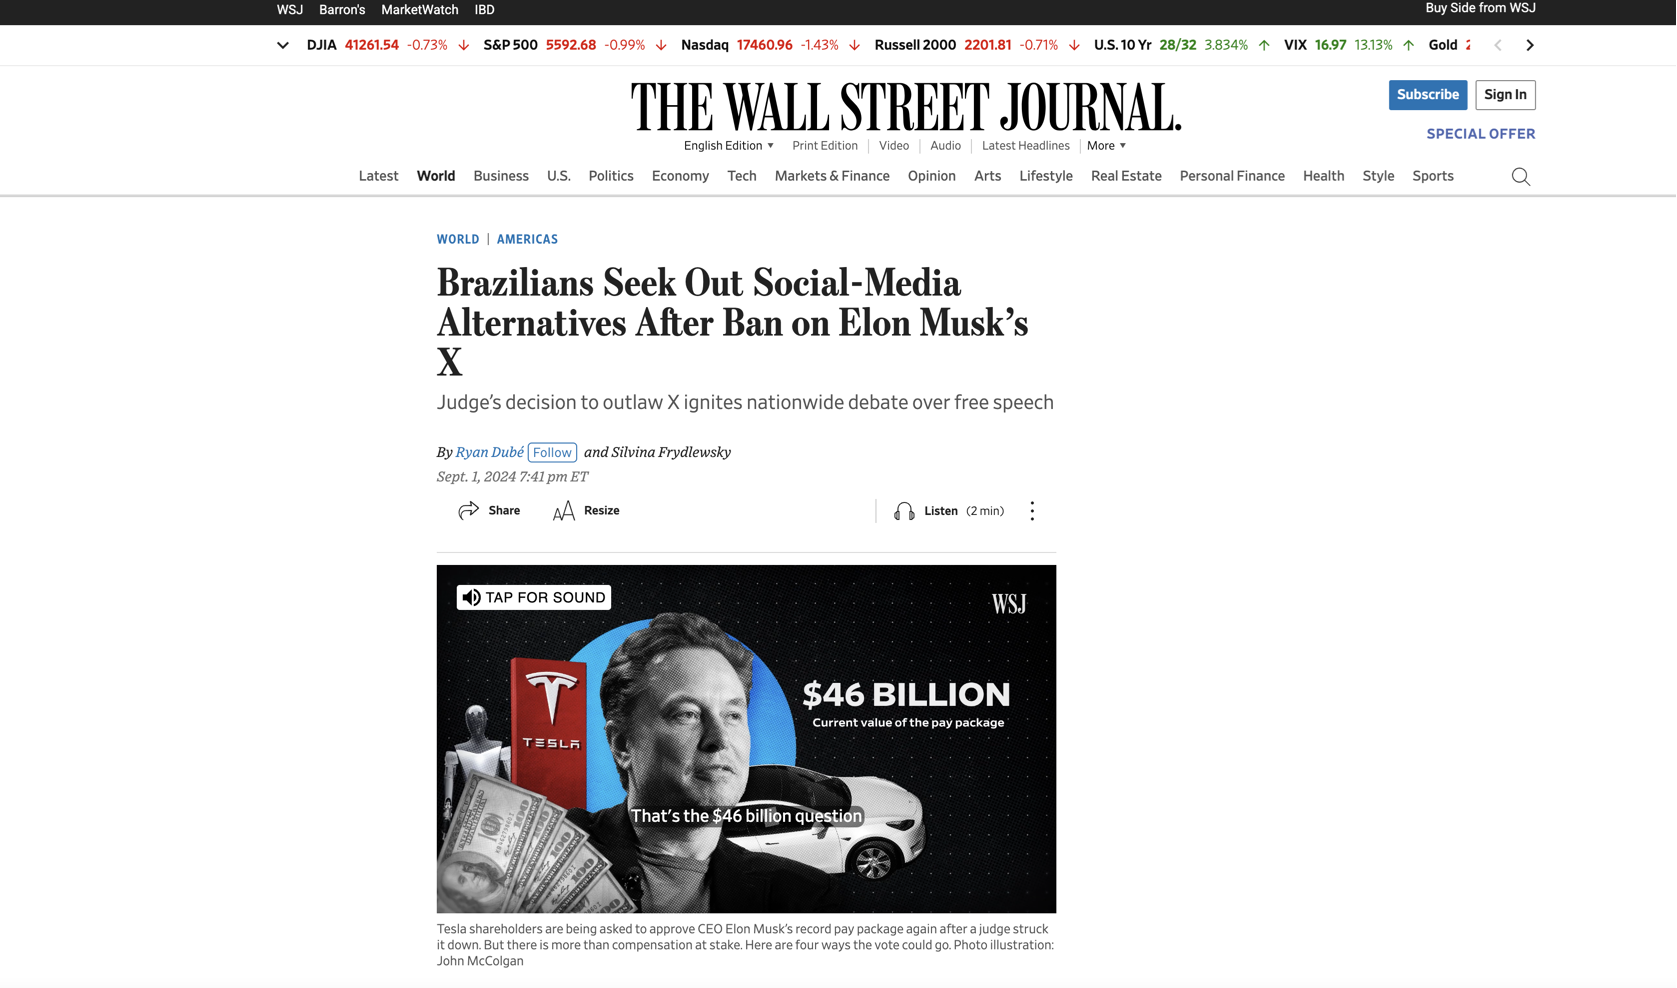 WSJ Barron's MarketWatch IBD Buy Side from WSJ
DJIA 41261.54 -0.73% S&P 500 5592.68 -0.99% Nasdaq 17460.96 -1.43% Russell 2000 2201.81 -0.71% U.S. 10 Yr 28/32 3.834% VIX 16.97 13.13% Gold
THE WALL STREET JOURNAL.
Subscribe Sign In
SPECIAL OFFER
English Edition Print Edition Video Audio Latest Headlines More
Latest World Business U.S. Politics Economy Tech Markets & Finance Opinion Arts Lifestyle Real Estate Personal Finance Health Style Sports
WORLD | AMERICAS
Brazilians Seek Out Social-Media
Alternatives After Ban on Elon Musk’s
X
Judge’s decision to outlaw X ignites nationwide debate over free speech
By Ryan Dubé Follow and Silvina Frydlewsky
Sept. 1, 2024 7:41 pm ET
Share Resize Listen (2 min)
TAP FOR SOUND
WSJ
TESLA
$46 BILLION
Current value of the pay package
That's the $46 billion question
100
100
100
100
Tesla shareholders are being asked to approve CEO Elon Musk’s record pay package again after a judge struck
it down. But there is more than compensation at stake. Here are four ways the vote could go. Photo illustration:
John McColgan